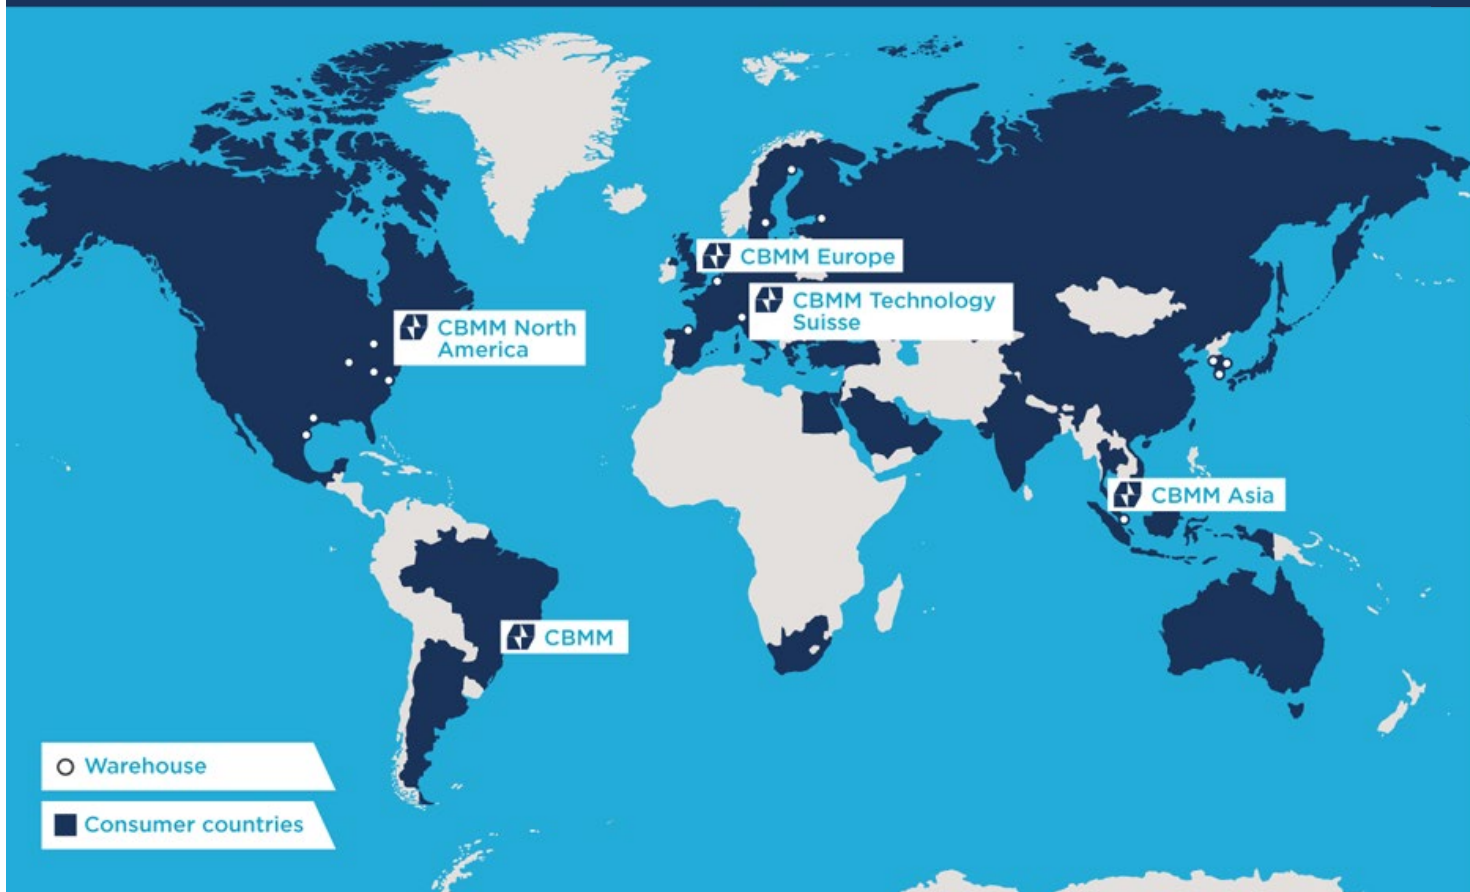 CBMM Europe
CBMM Technology
Suisse
CBMM North
America
CBMM Asia
CBMM
Warehouse
Consumer countries